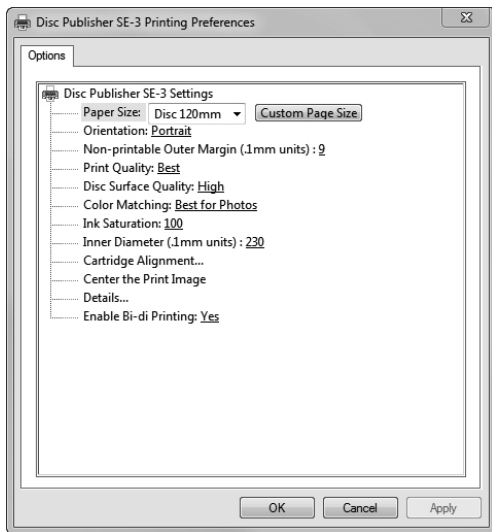 Disc Publisher SE-3 Printing Preferences
Options
Disc Publisher SE-3 Settings
Paper Size: Disc 120mm Custom Page Size
Orientation: Portrait
Non-printable Outer Margin (.1mm units) : 9
Print Quality: Best
Disc Surface Quality: High
Color Matching: Best for Photos
Ink Saturation: 100
Inner Diameter (.1mm units) : 230
Cartridge Alignment...
Center the Print Image
Details...
Enable Bi-di Printing: Yes
OK Cancel Apply